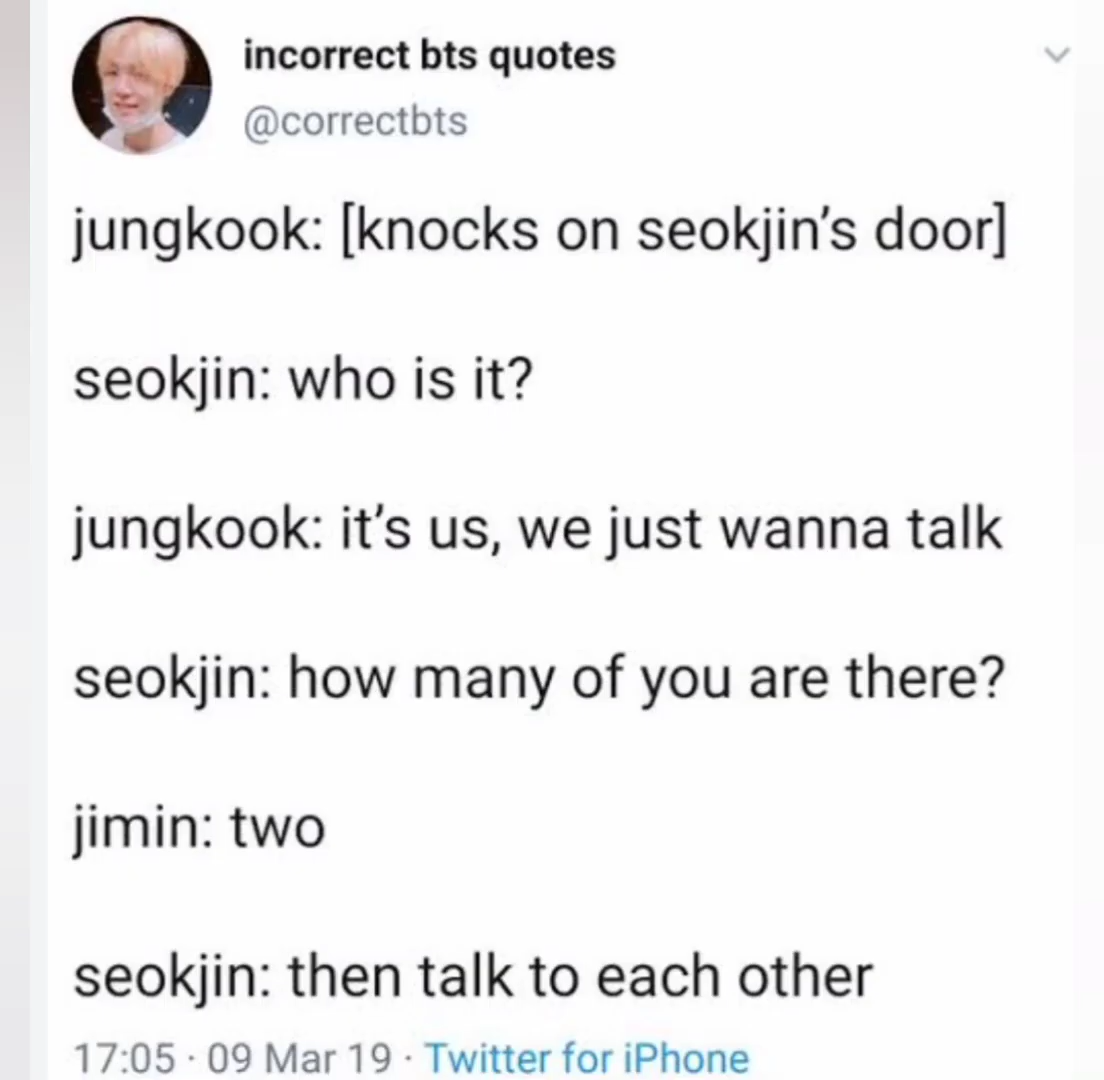 incorrect bts quotes
@correctbts
jungkook: [knocks on seokjin’s door]
seokjin: who is it?
jungkook: it’s us, we just wanna talk
seokjin: how many of you are there?
jimin: two
seokjin: then talk to each other
17:05 · 09 Mar 19 · Twitter for iPhone